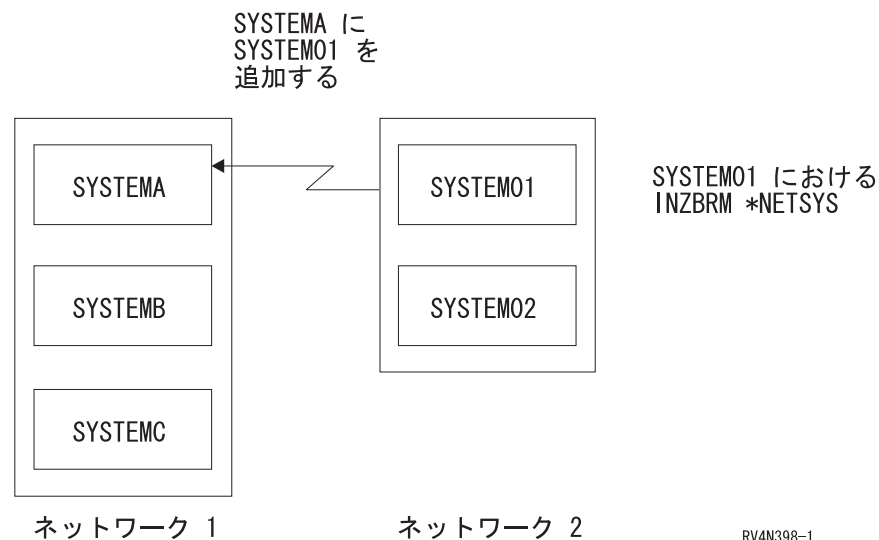 SYSTEMA に
SYSTEM01 を
追加する
SYSTEMA
SYSTEMB
SYSTEMC
SYSTEM01
SYSTEM02
SYSTEM01 における
INZBRM *NETSYS
ネットワーク 1
ネットワーク 2
RV4N398-1